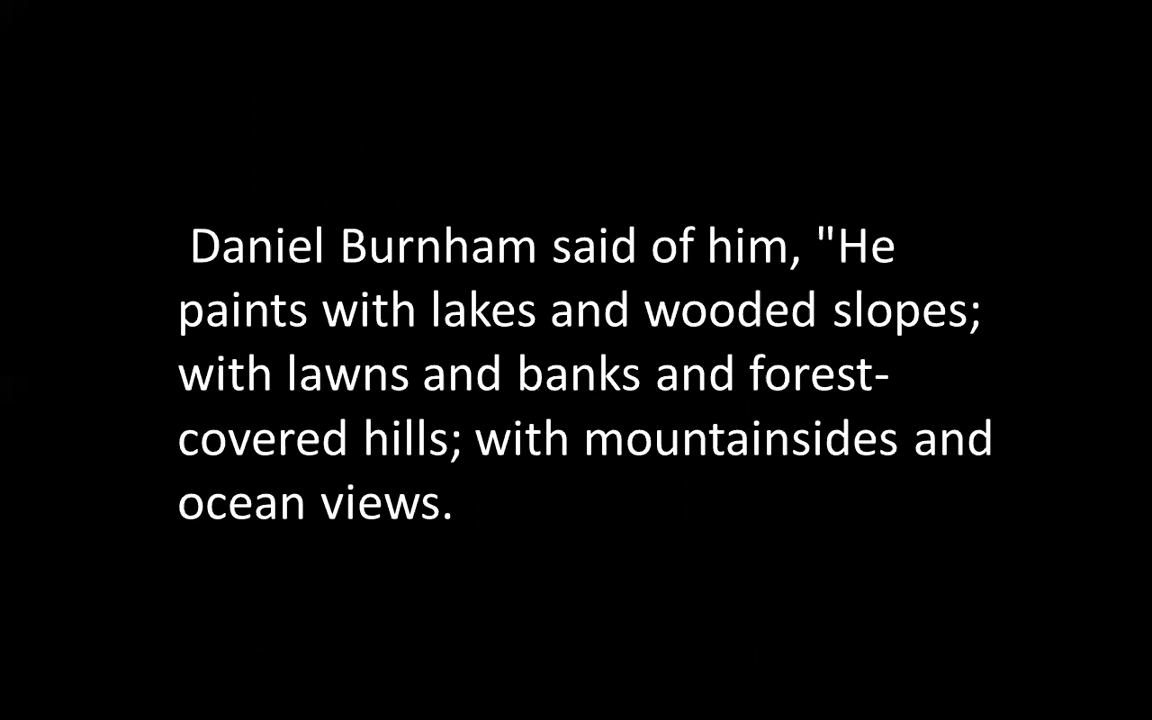 Daniel Burnham said of him, "He
paints with lakes and wooded slopes;
with lawns and banks and forest-
covered hills; with mountainsides and
ocean views.